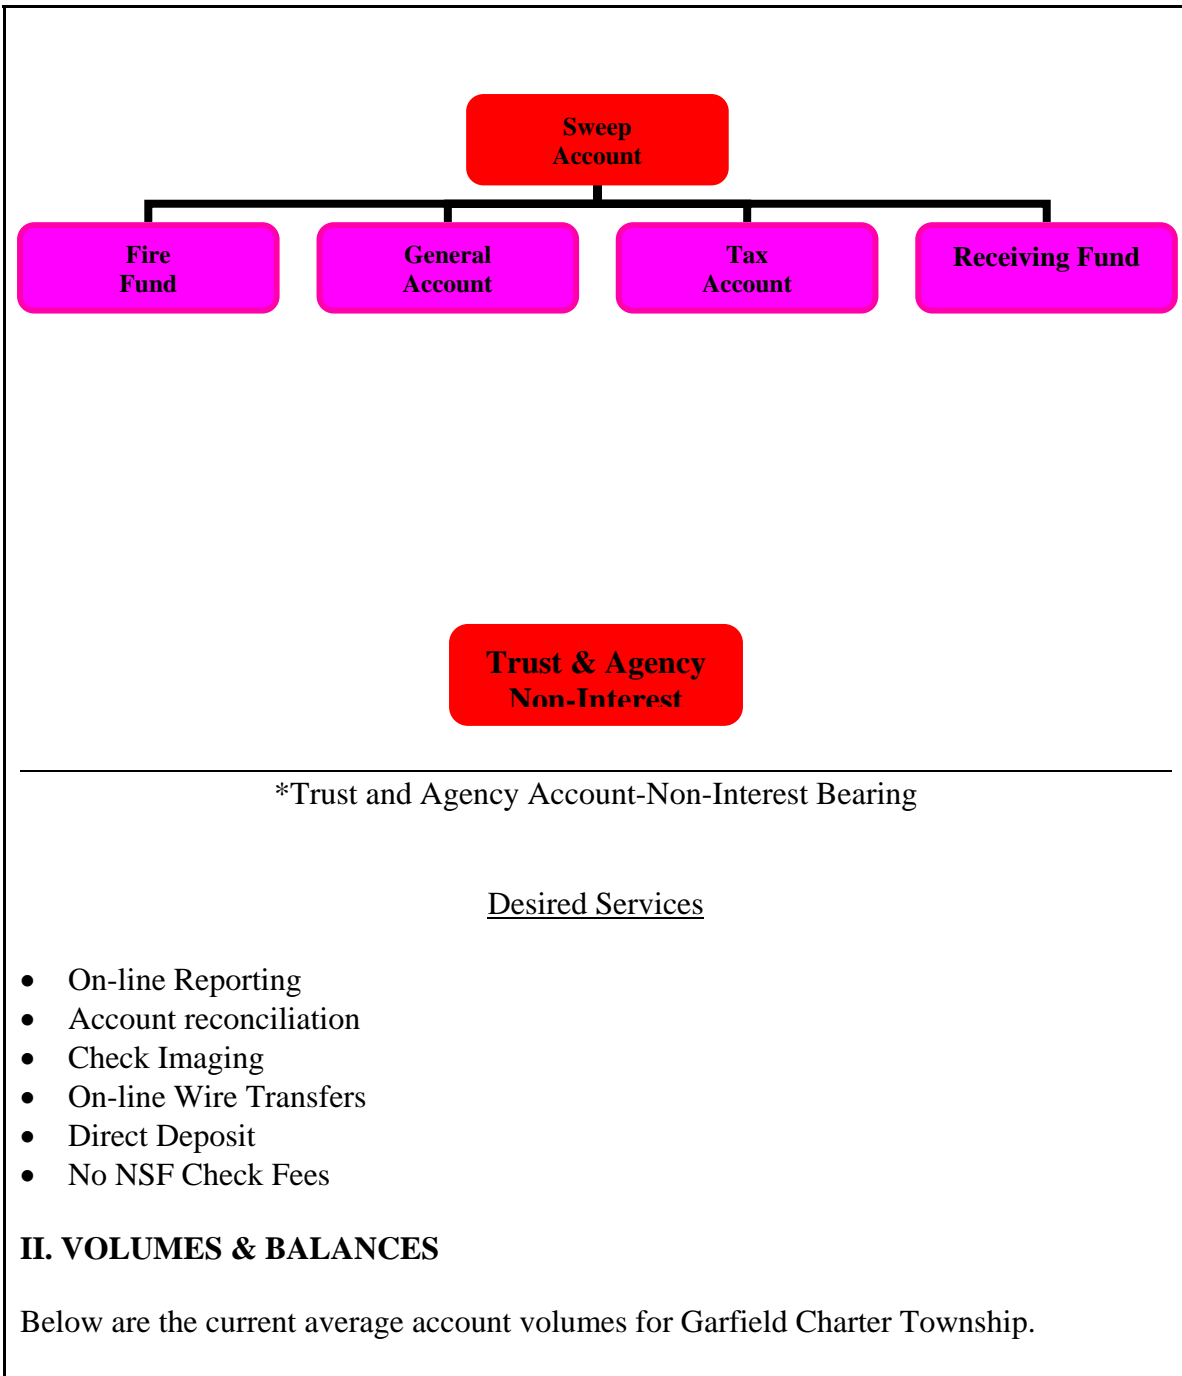 Sweep
Account
Fire
Fund
General
Account
Tax
Account
Receiving Fund
Trust & Agency
Non-Interest
*Trust and Agency Account-Non-Interest Bearing
Desired Services
• On-line Reporting
• Account reconciliation
• Check Imaging
• On-line Wire Transfers
• Direct Deposit
• No NSF Check Fees
II. VOLUMES & BALANCES
Below are the current average account volumes for Garfield Charter Township.